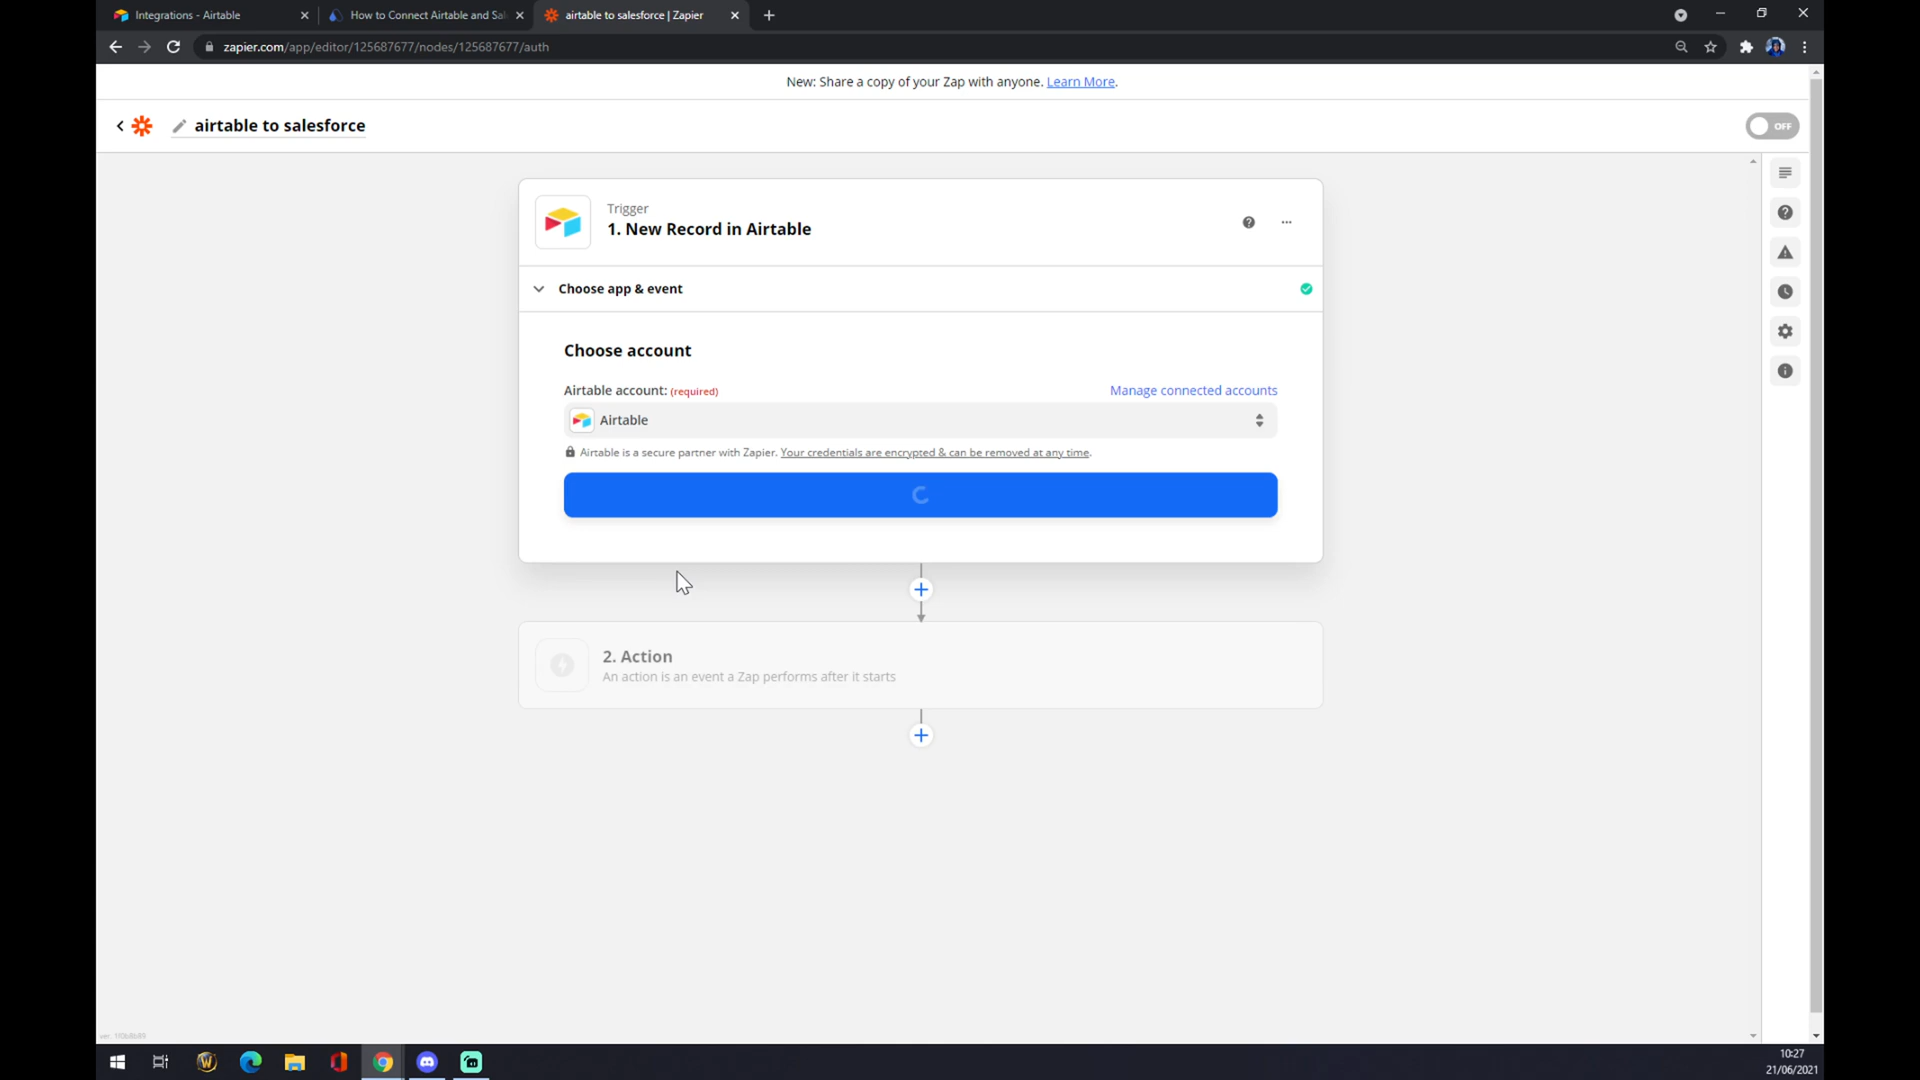 Integrations - Airtable
How to Connect Airtable and Sal
airtable to salesforce | Zapier
zapier.com/app/editor/125687677/nodes/125687677/auth
New: Share a copy of your Zap with anyone. Learn More.
airtable to salesforce
OFF
Trigger
1. New Record in Airtable
Choose app & event
Choose account
Airtable account: (required)
Manage connected accounts
Airtable
Airtable is a secure partner with Zapier. Your credentials are encrypted & can be removed at any time.
2. Action
An action is an event a Zap performs after it starts
10:27
21/06/2021